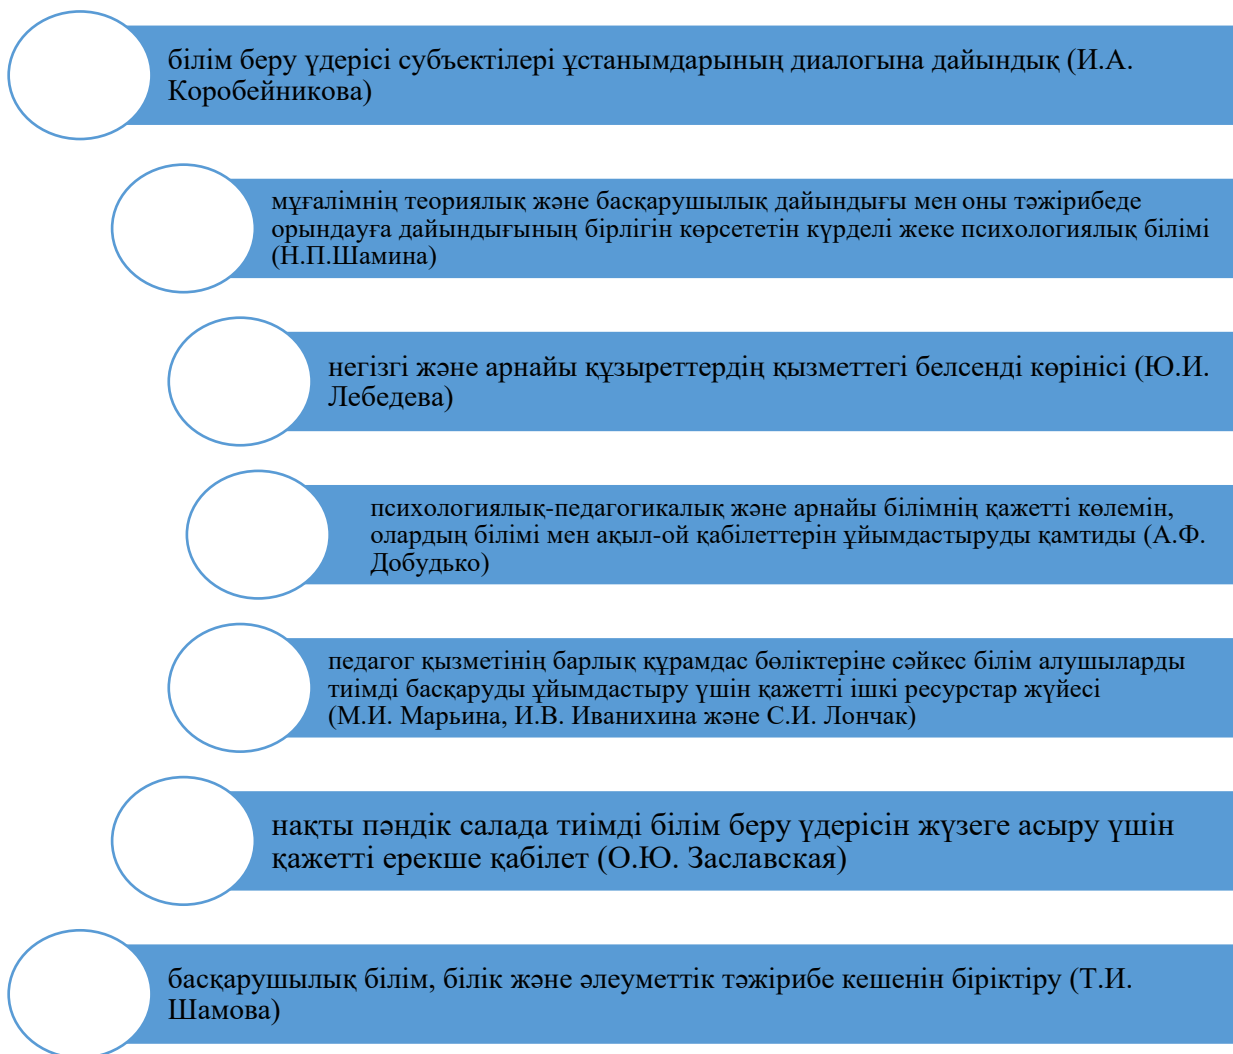 білім беру үдерісі субъектілері ұстанымдарының диалогына дайындық (И.А.
Коробейникова)
мұғалімнің теориялық және басқарушылық дайындығы мен оны тәжірибеде
орындауға дайындығының бірлігін көрсететін күрделі жеке психологиялық білімі
(Н.П.Шамина)
негізгі және арнайы құзыреттердің қызметтегі белсенді көрінісі (Ю.И.
Лебедева)
психологиялық-педагогикалық және арнайы білімнің қажетті көлемін,
олардың білімі мен ақыл-ой қабілеттерін ұйымдастыруды қамтиды (А.Ф.
Добудько)
педагог қызметінің барлық құрамдас бөліктеріне сәйкес білім алушыларды
тиімді басқаруды ұйымдастыру үшін қажетті ішкі ресурстар жүйесі
(М.И. Марьина, И.В. Иванихина және С.И. Лончак)
нақты пәндік салада тиімді білім беру үдерісін жүзеге асыру үшін
қажетті ерекше қабілет (О.Ю. Заславская)
басқарушылық білім, білік және әлеуметтік тәжірибе кешенін біріктіру (Т.И.
Шамова)